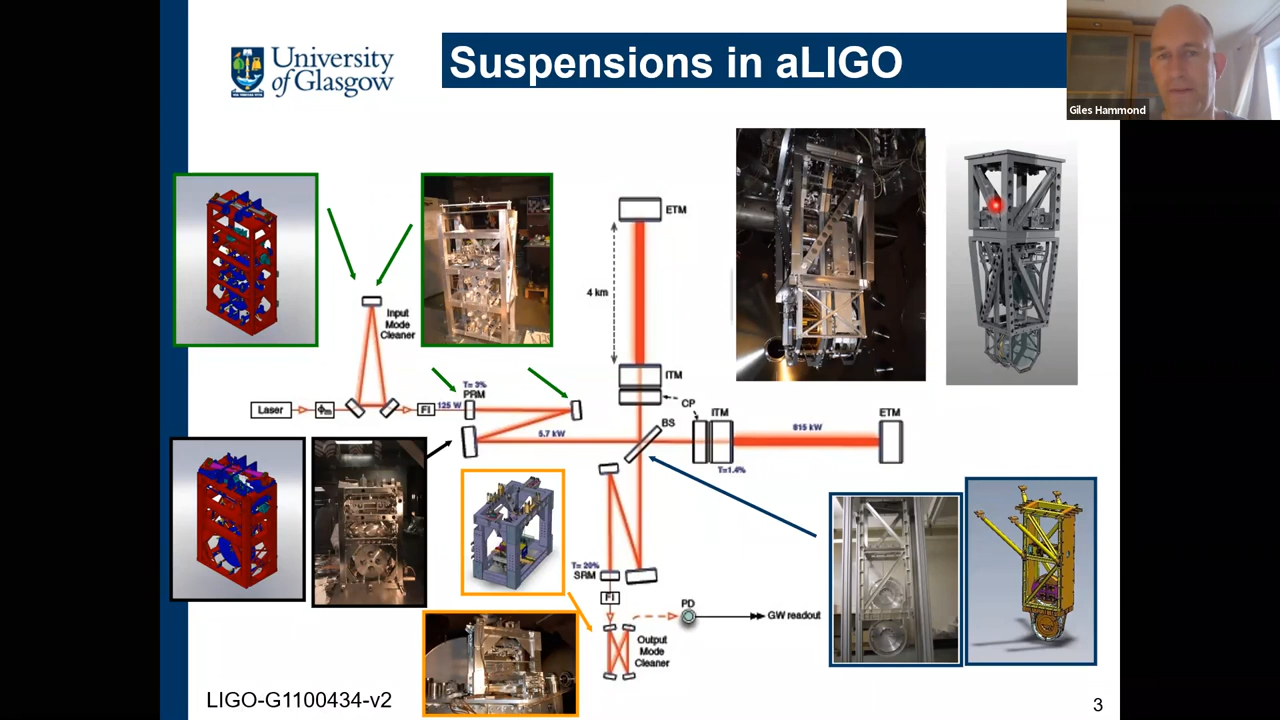 University
of Glasgow
Suspensions in aLIGO
Giles Hammond
ETM
4 km
Input
Mode
Cleaner
ITM
T= 3%
PRM
CP
ITM
ETM
Laser
ϕm
FI
125 W
BS
5.7 kW
815 kW
T=1.4%
T= 20%
SRM
FI
PD
GW readout
Output
Mode
Cleaner
LIGO-G1100434-v2
3